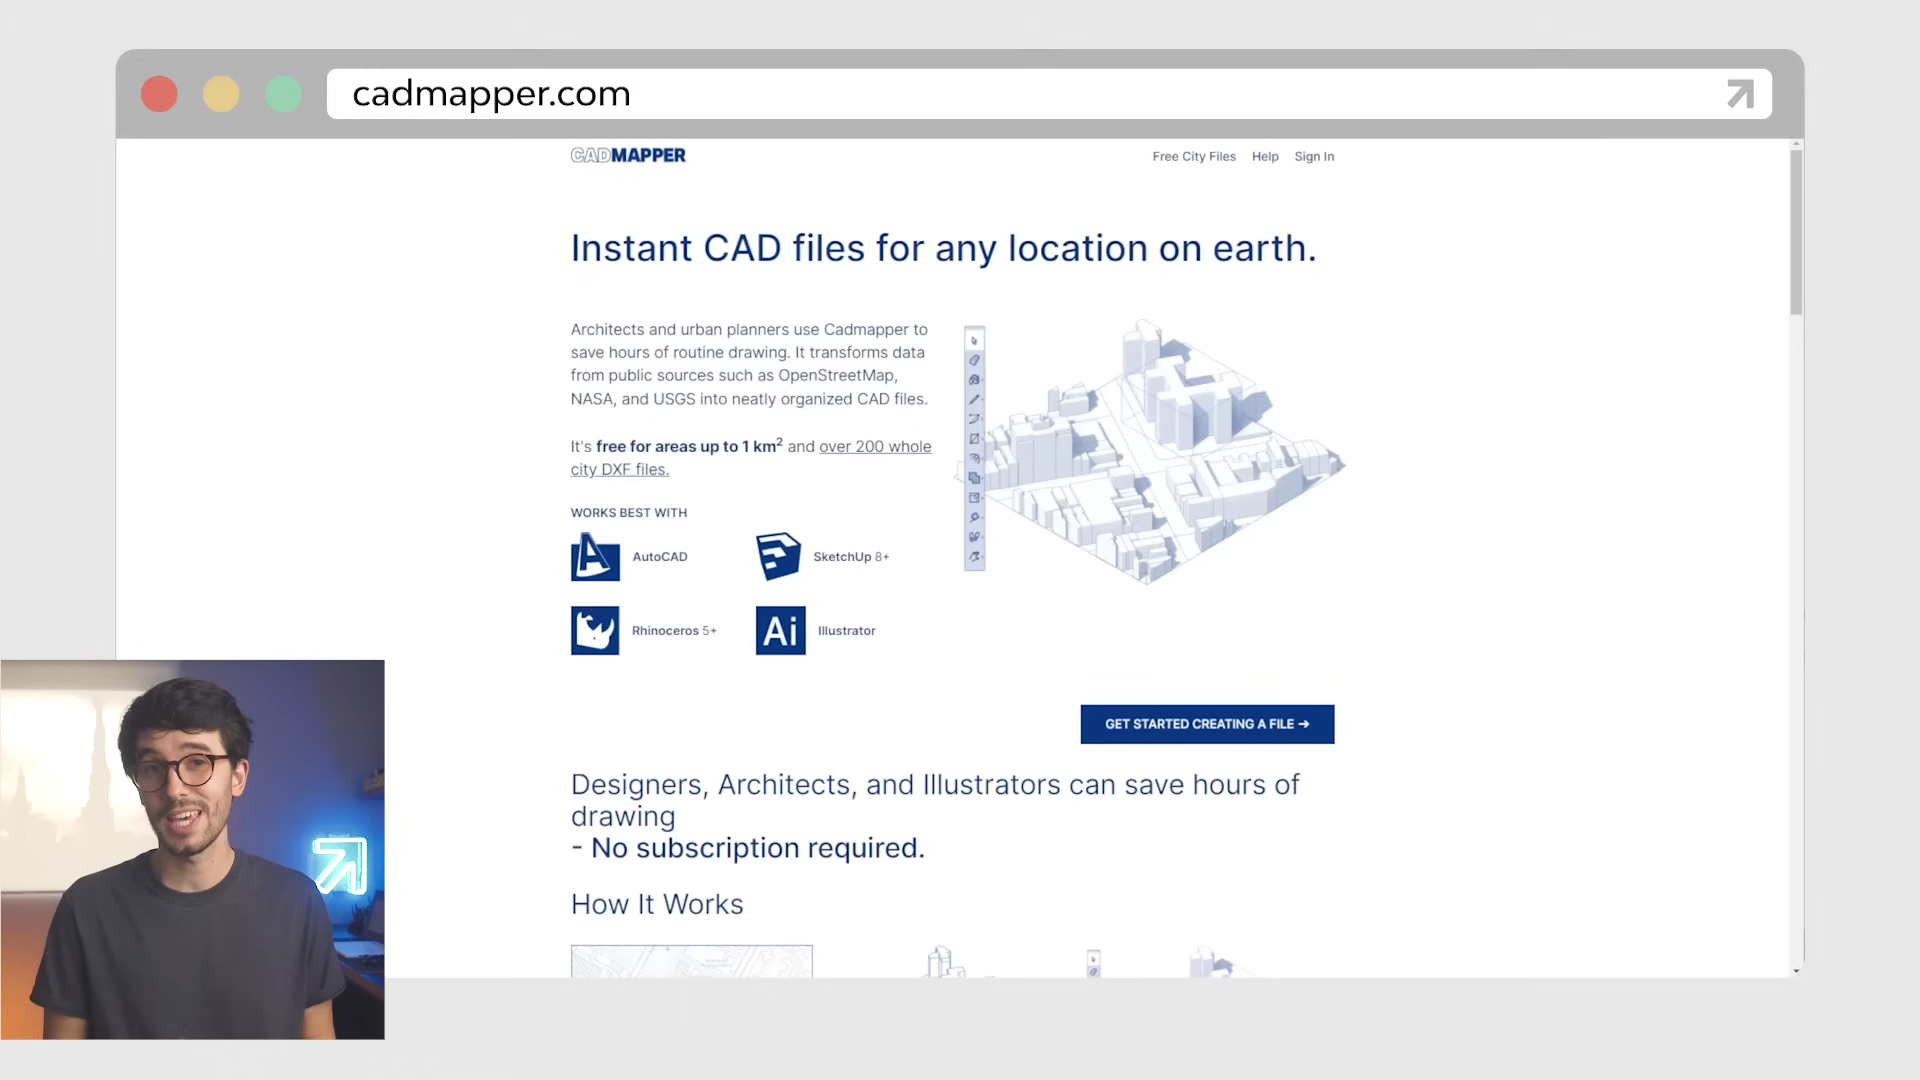 cadmapper.com
CADMAPPER
Free City Files Help Sign In
Instant CAD files for any location on earth.
Architects and urban planners use Cadmapper to
save hours of routine drawing. It transforms data
from public sources such as OpenStreetMap,
NASA, and USGS into neatly organized CAD files.
It's free for areas up to 1 km² and over 200 whole
city DXF files.
WORKS BEST WITH
AutoCAD
SketchUp 8+
Rhinoceros 5+
Ai Illustrator
GET STARTED CREATING A FILE →
Designers, Architects, and Illustrators can save hours of
drawing
- No subscription required.
How It Works